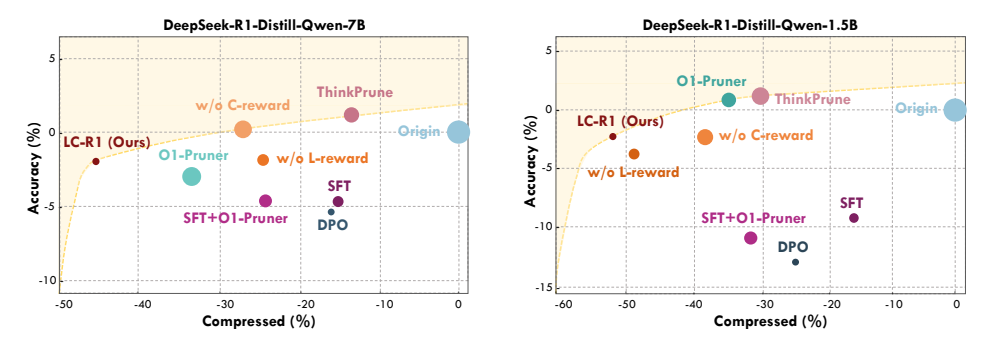 DeepSeek-R1-Distill-Qwen-7B
5
0
-5
-10
Accuracy (%)
ThinkPrune
w/o C-reward
Origin
LC-R1 (Ours)
O1-Pruner
w/o L-reward
SFT
SFT+O1-Pruner
DPO
-50
-40
-30
-20
-10
0
Compressed (%)
DeepSeek-R1-Distill-Qwen-1.5B
5
0
-5
-10
-15
Accuracy (%)
O1-Pruner
ThinkPrune
Origin
LC-R1 (Ours)
w/o C-reward
w/o L-reward
SFT
SFT+O1-Pruner
DPO
-60
-50
-40
-30
-20
-10
0
Compressed (%)